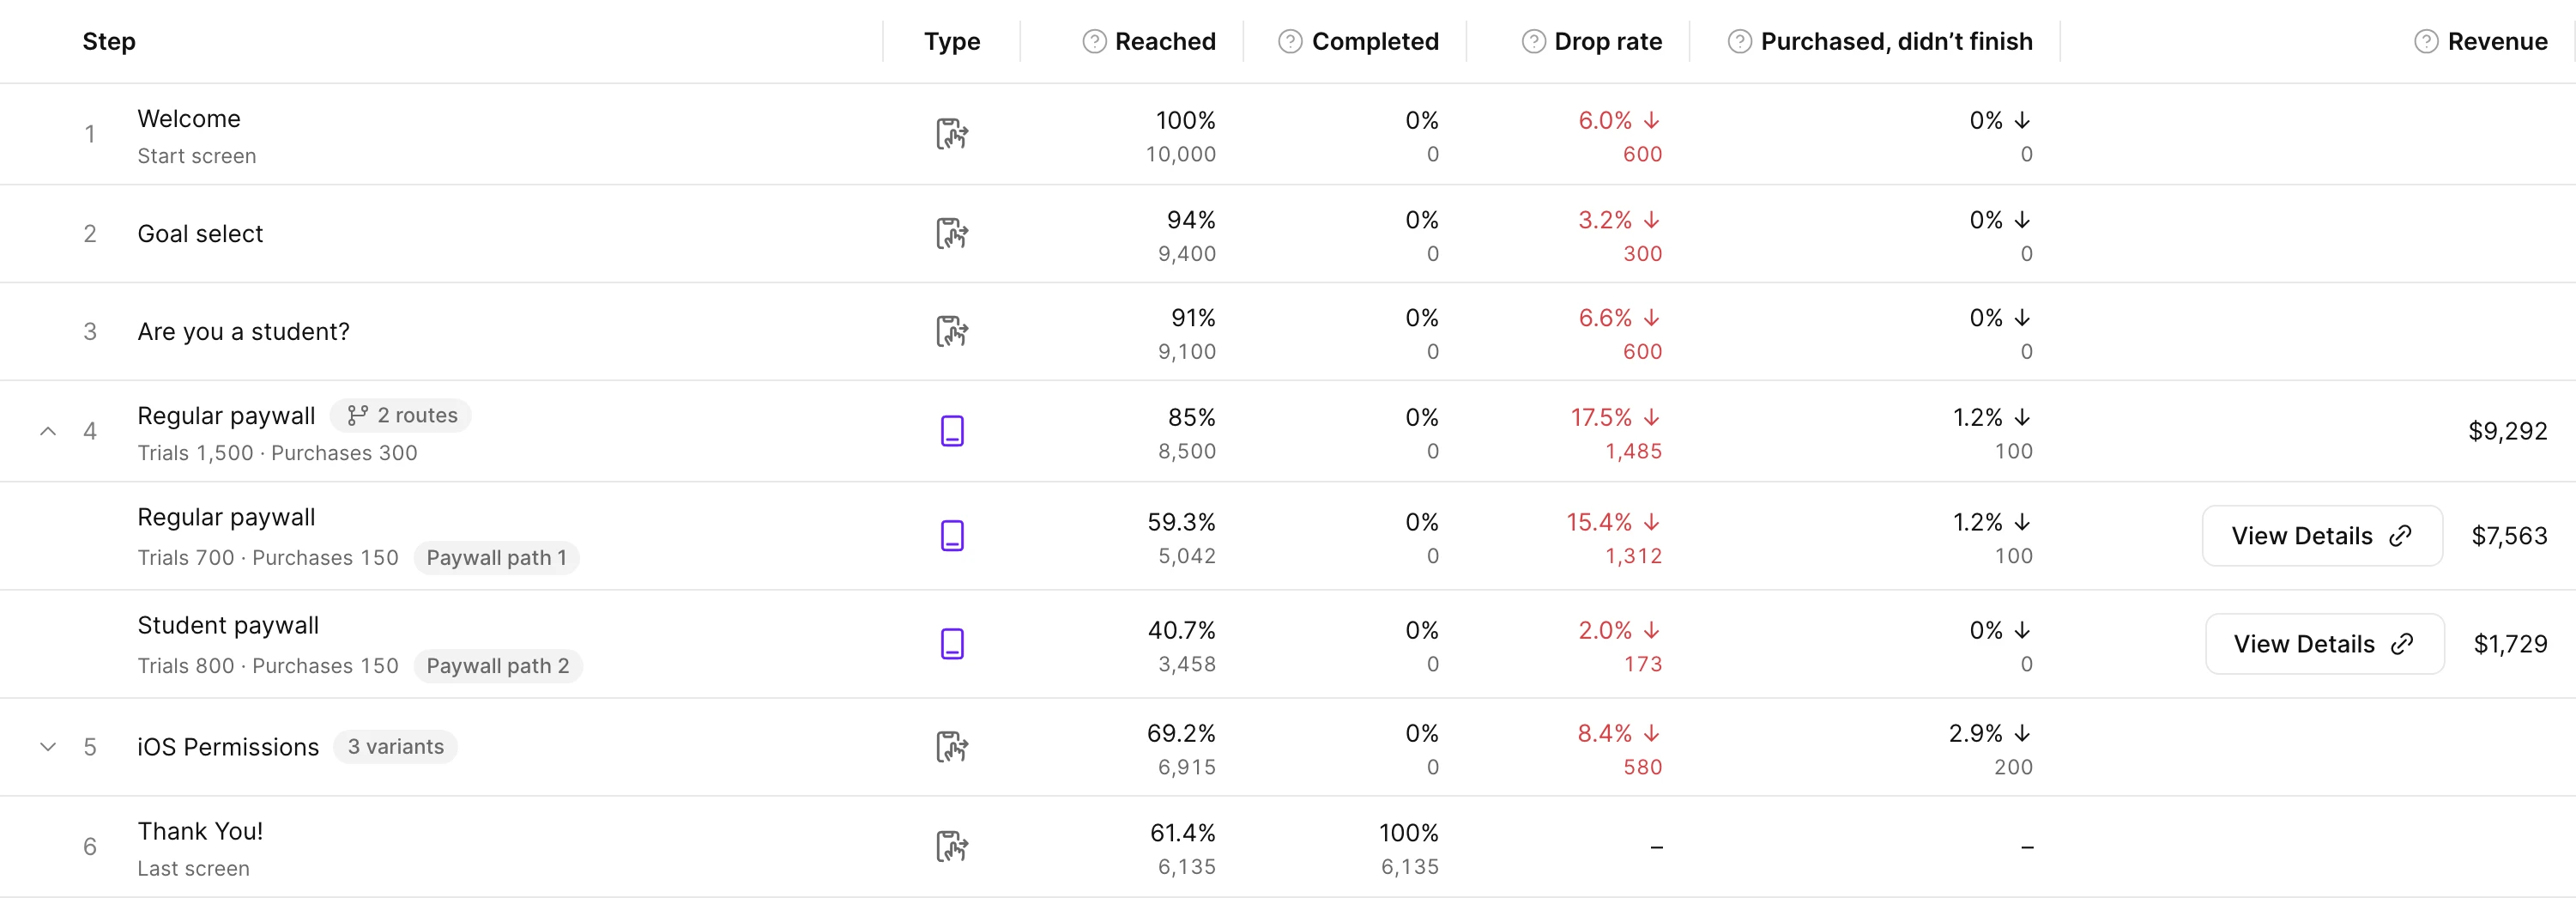 Step Type Reached Completed Drop rate Purchased, didn’t finish Revenue
1 Welcome 100% 0% 6.0% ↓ 0% ↓
Start screen 10,000 0 600 0
2 Goal select 94% 0% 3.2% ↓ 0% ↓
9,400 0 300 0
3 Are you a student? 91% 0% 6.6% ↓ 0% ↓
9,100 0 600 0
4 Regular paywall 2 routes 85% 0% 17.5% ↓ 1.2% ↓ $9,292
Trials 1,500 · Purchases 300 8,500 0 1,485 100
Regular paywall 59.3% 0% 15.4% ↓ 1.2% ↓ View Details $7,563
Trials 700 · Purchases 150 Paywall path 1 5,042 0 1,312 100
Student paywall 40.7% 0% 2.0% ↓ 0% ↓ View Details $1,729
Trials 800 · Purchases 150 Paywall path 2 3,458 0 173 0
5 iOS Permissions 3 variants 69.2% 0% 8.4% ↓ 2.9% ↓
6,915 0 580 200
6 Thank You! 61.4% 100% – –
Last screen 6,135 6,135